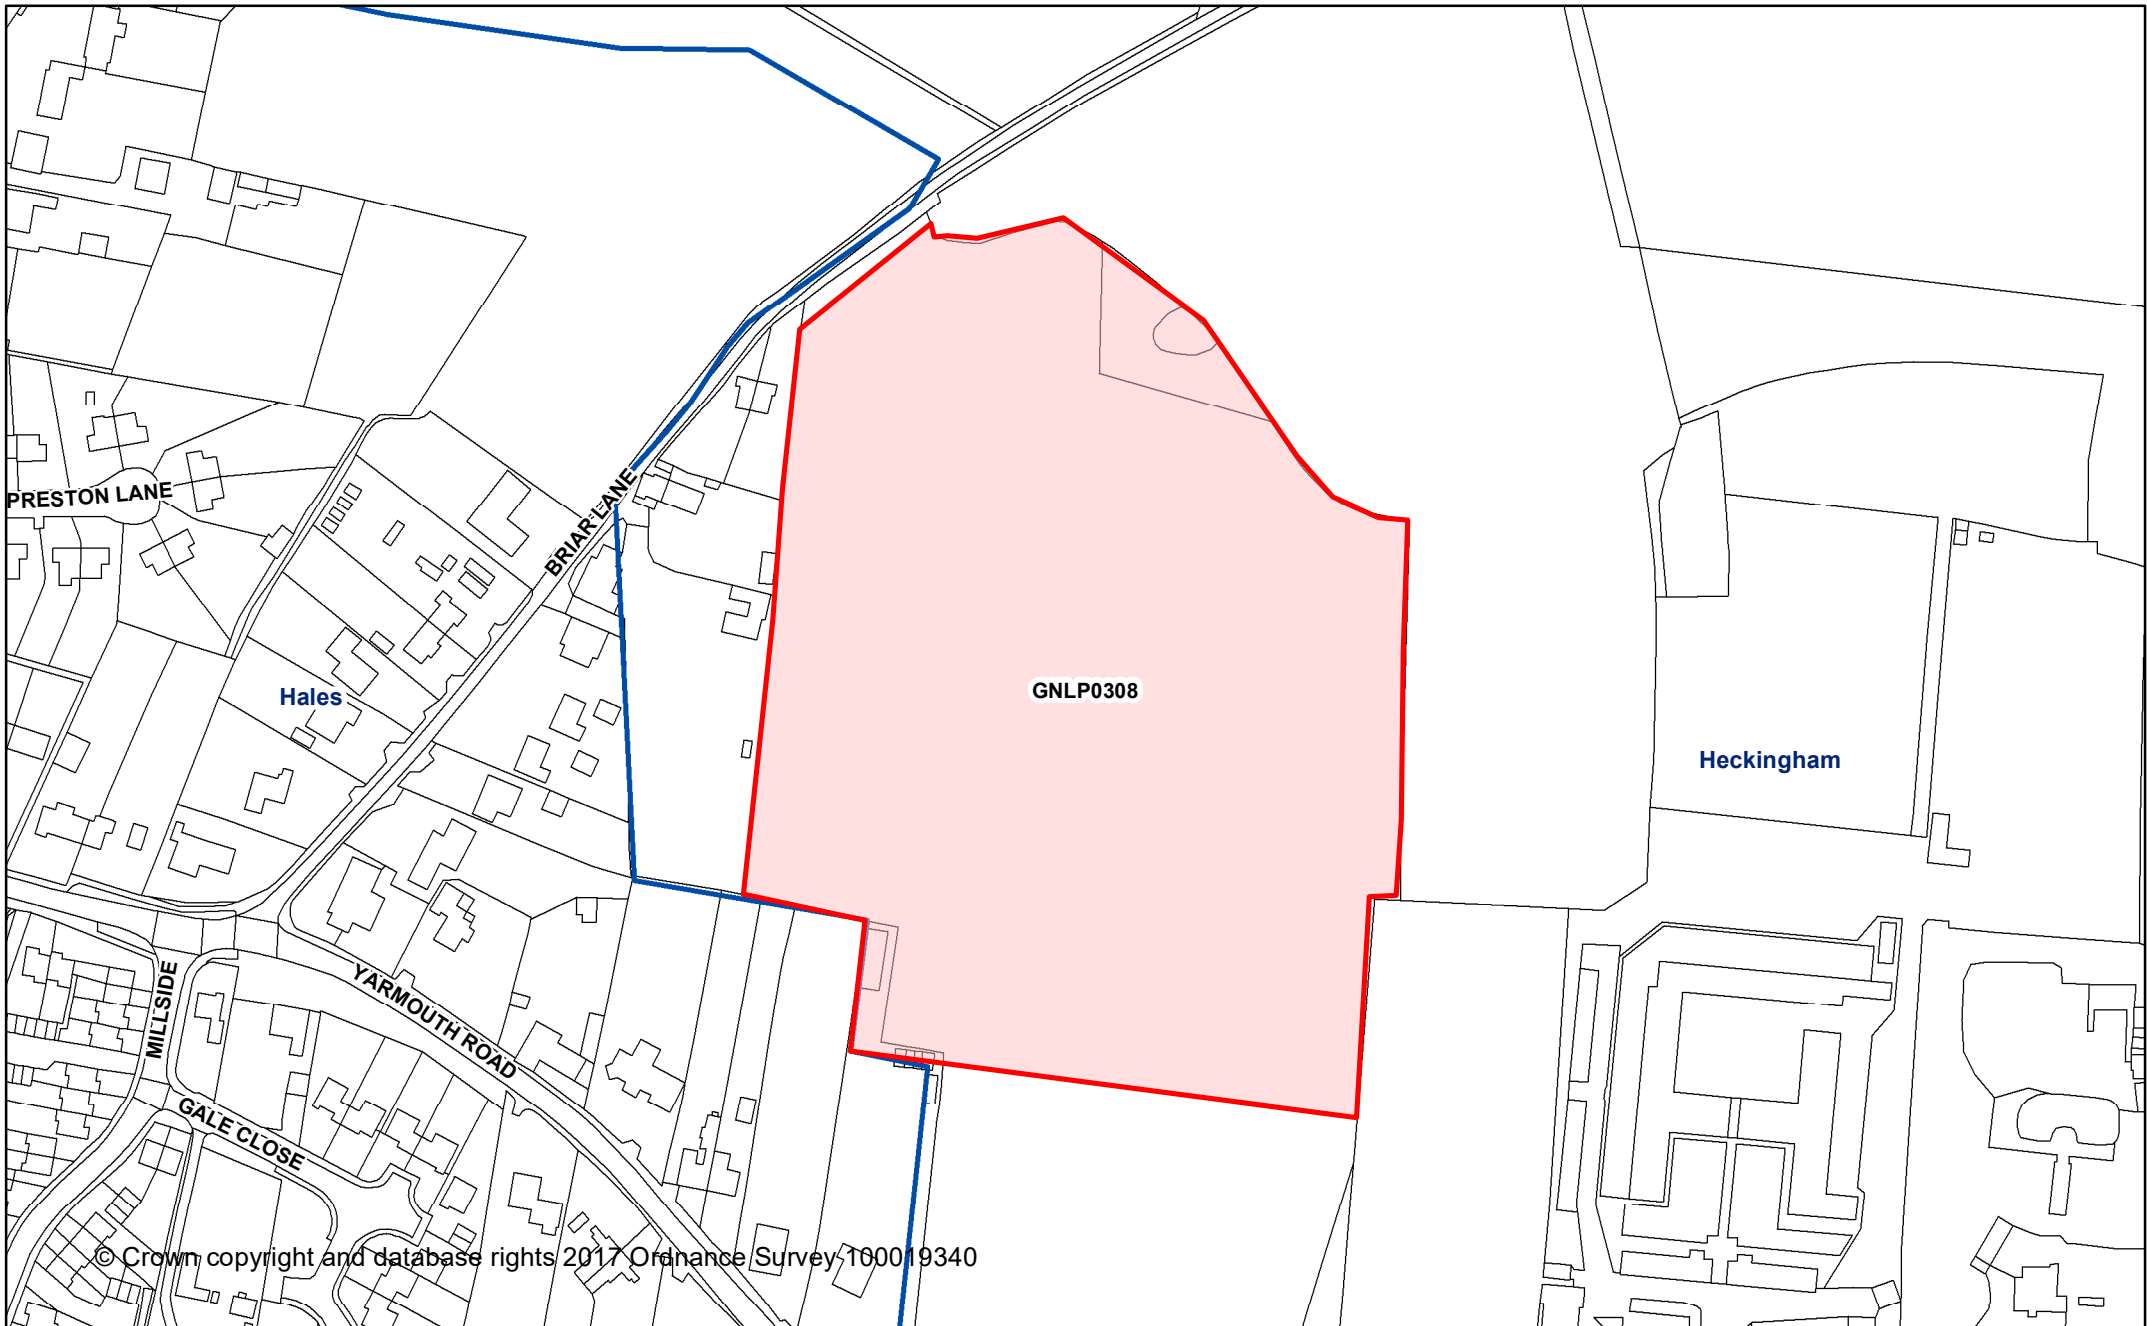 PRESTON LANE
BRIAR LANE
Hales
GNLP0308
Heckingham
MILLSIDE
YARMOUTH ROAD
GALE CLOSE
© Crown copyright and database rights 2017 Ordnance Survey 100019340